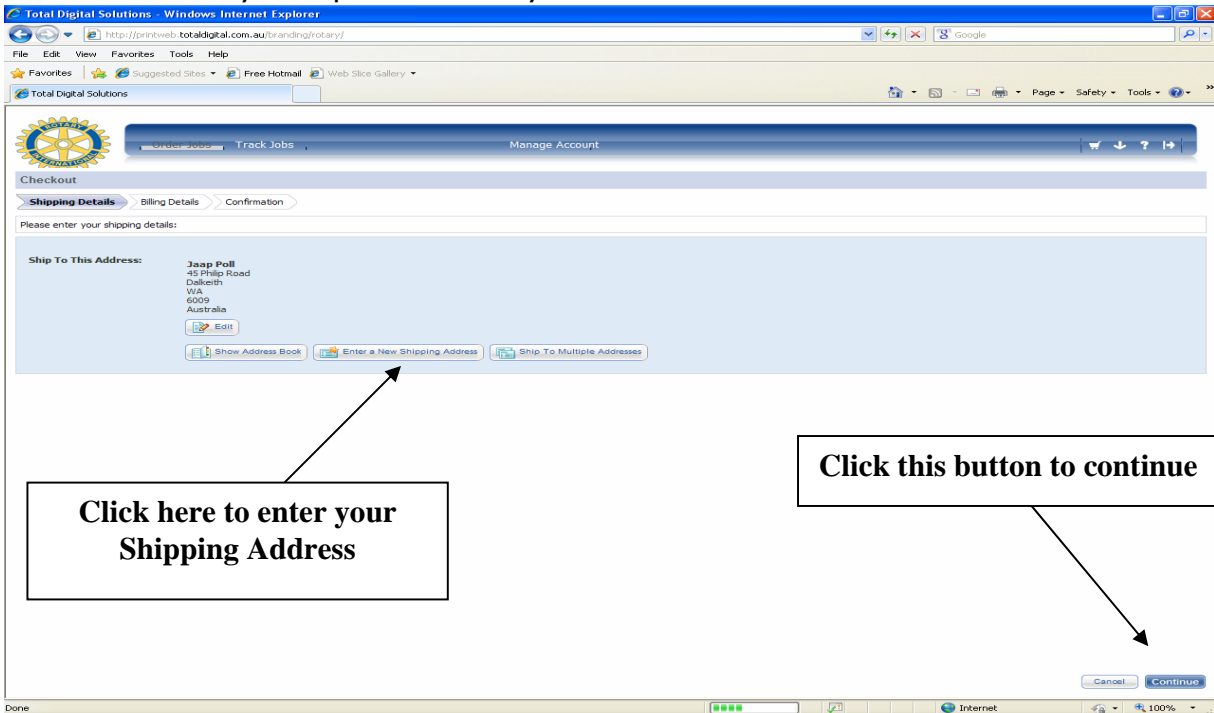 Total Digital Solutions - Windows Internet Explorer
http://printweb.totaldigital.com.au/branding/rotary/
Google
File Edit View Favorites Tools Help
Favorites Suggested Sites Free Hotmail Web Slice Gallery
Total Digital Solutions
Page Safety Tools
ROTARY
INTERNATIONAL
Order Jobs Track Jobs Manage Account
Checkout
Shipping Details Billing Details Confirmation
Please enter your shipping details:
Ship To This Address:
Jaap Poll
45 Philip Road
Dalkeith
WA
6009
Australia
Edit
Show Address Book Enter a New Shipping Address Ship To Multiple Addresses
Click this button to continue
Click here to enter your
Shipping Address
Cancel Continue
Done Internet 100%